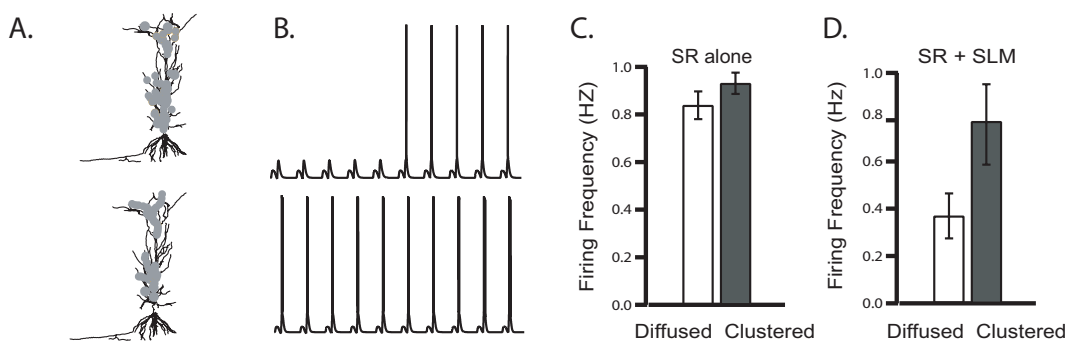 A.
B.
C.
SR alone
Firing Frequency (HZ)
1.0
0.8
0.6
0.4
0.2
0.0
Diffused Clustered
D.
SR + SLM
Firing Frequency (Hz)
1.0
0.8
0.6
0.4
0.2
0.0
Diffused Clustered